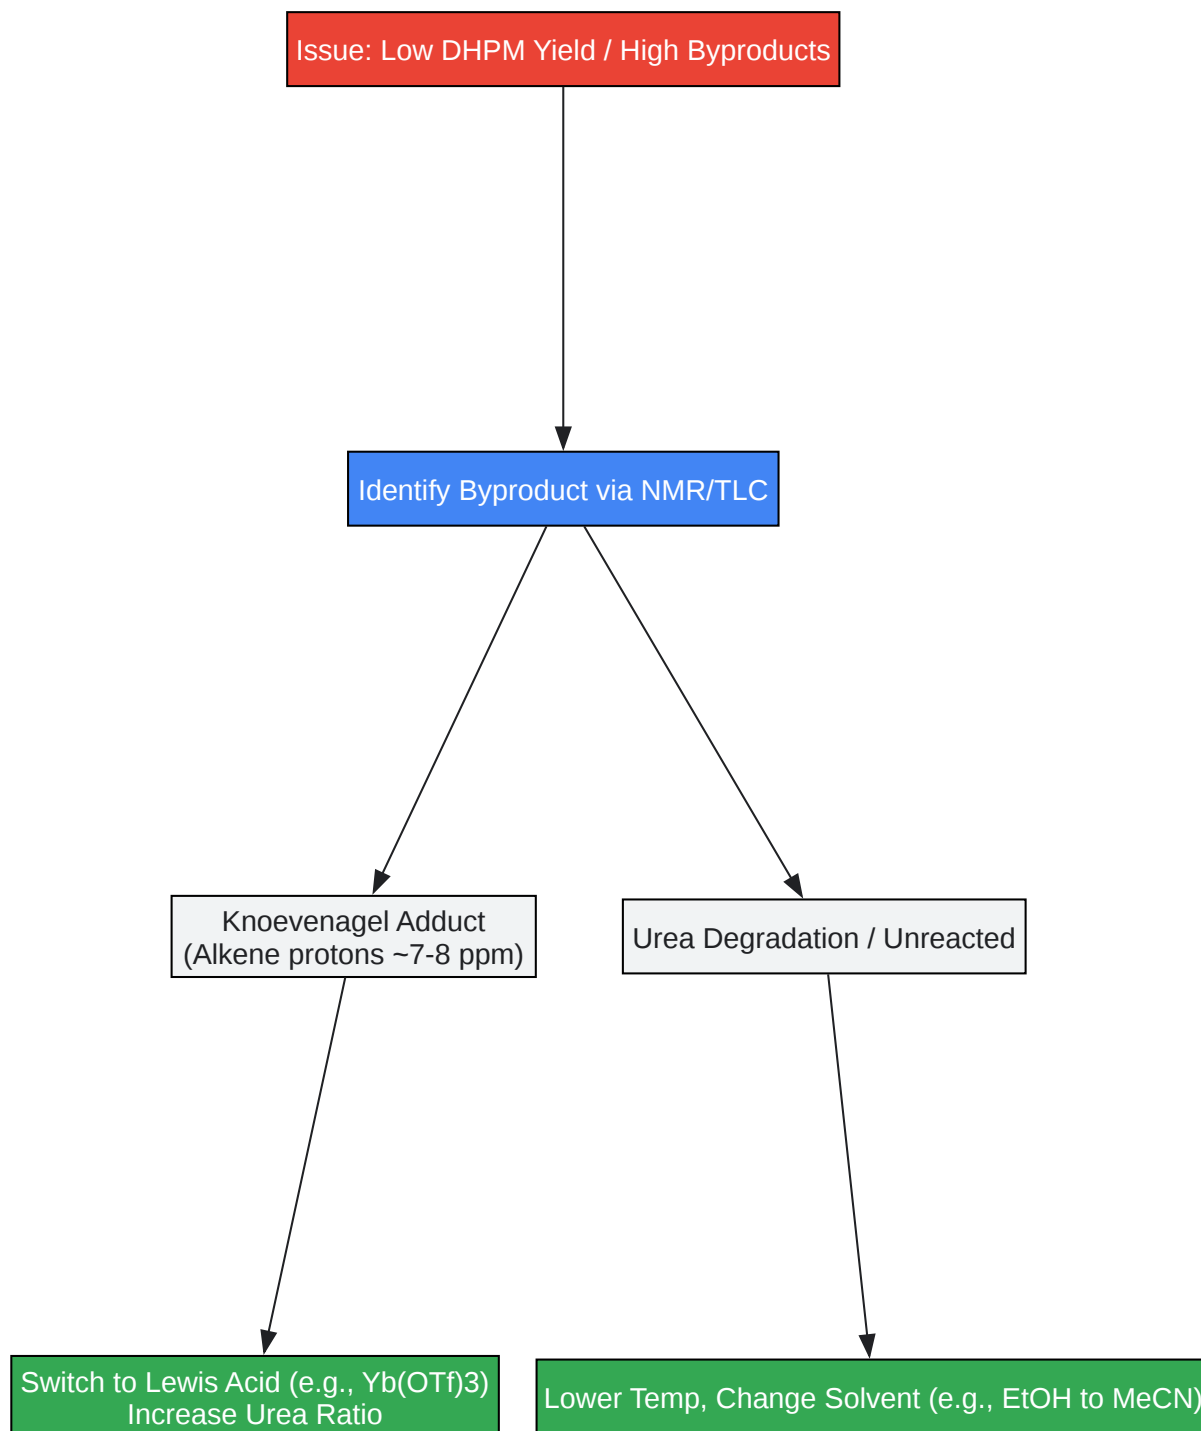 Issue: Low DHPM Yield / High Byproducts
Identify Byproduct via NMR/TLC
Knoevenagel Adduct
(Alkene protons ~7-8 ppm)
Urea Degradation / Unreacted
Switch to Lewis Acid (e.g., Yb(OTf)3)
Increase Urea Ratio
Lower Temp, Change Solvent (e.g., EtOH to MeCN)